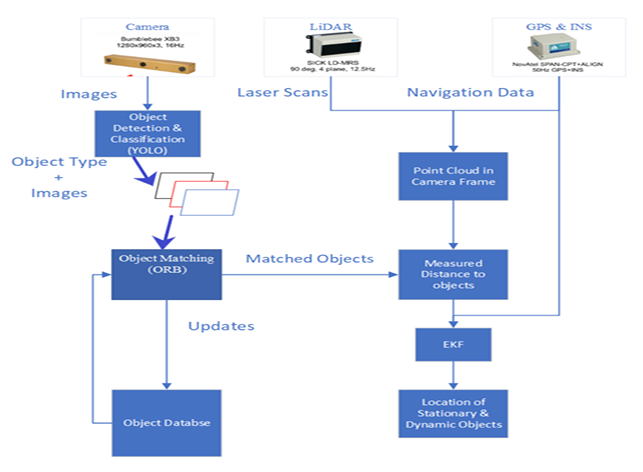 Camera
Bumblebee XB3
1280x960x3, 16Hz
LiDAR
SICK LD-MRS
90 deg, 4 plane, 12.5Hz
GPS & INS
NovAtel SPAN-CPT+ALIGN
50Hz GPS+INS
Images
Laser Scans
Navigation Data
Object
Detection &
Classification
(YOLO)
Object Type
+
Images
Point Cloud in
Camera Frame
Object Matching
(ORB)
Matched Objects
Measured
Distance to
objects
Updates
EKF
Object Databse
Location of
Stationary &
Dynamic Objects